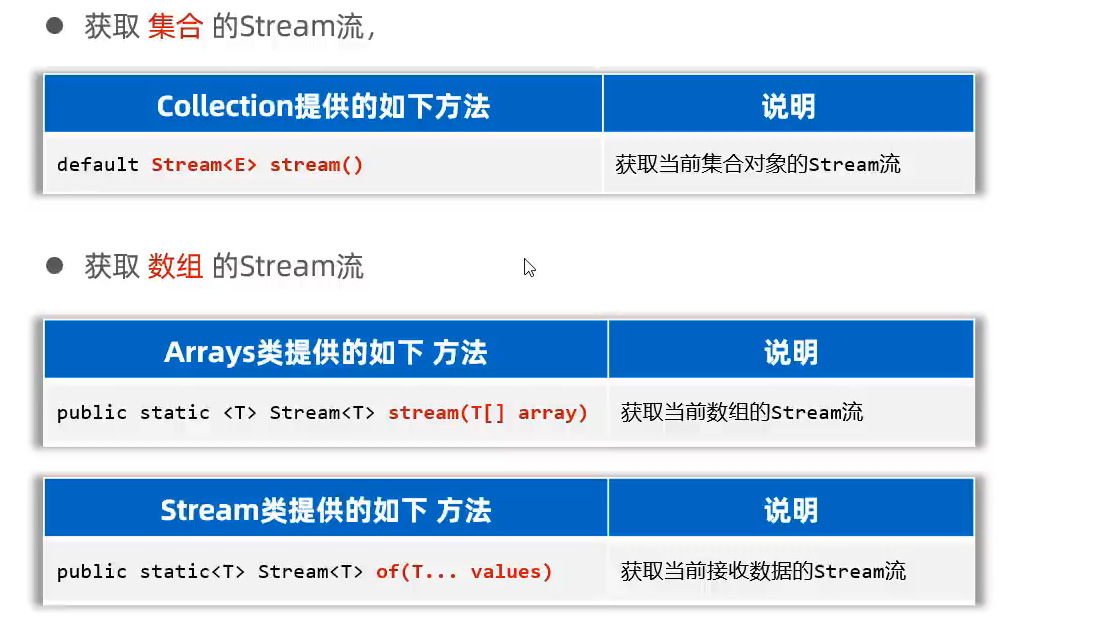 获取 集合 的Stream流，
Collection提供的如下方法 说明
default Stream<E> stream() 获取当前集合对象的Stream流
获取 数组 的Stream流
Arrays类提供的如下 方法 说明
public static <T> Stream<T> stream(T[] array) 获取当前数组的Stream流
Stream类提供的如下 方法 说明
public static<T> Stream<T> of(T... values) 获取当前接收数据的Stream流